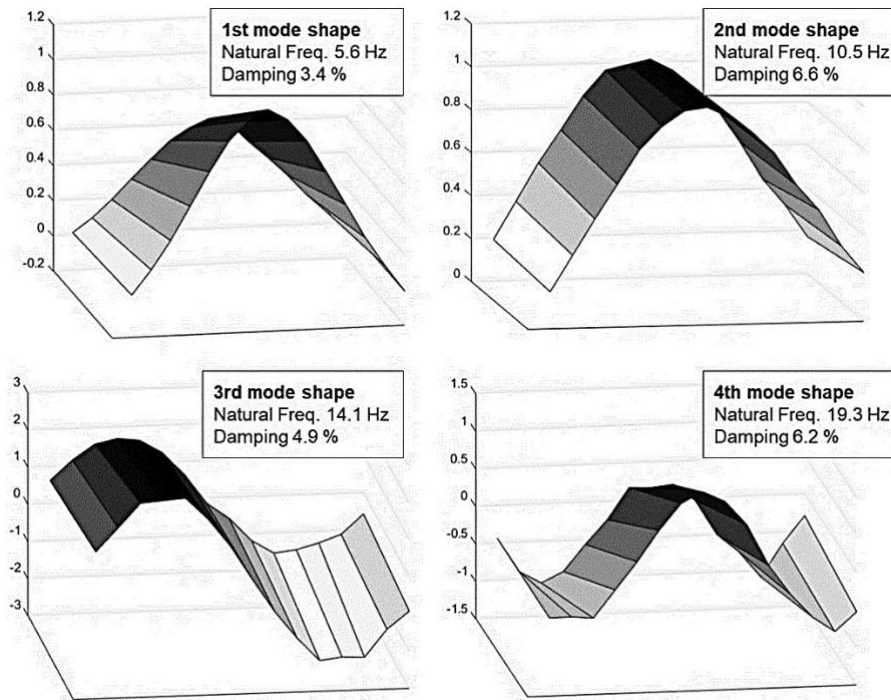 1st mode shape
Natural Freq. 5.6 Hz
Damping 3.4 %
1.2
1
0.8
0.6
0.4
0.2
0
-0.2
2nd mode shape
Natural Freq. 10.5 Hz
Damping 6.6 %
1.2
1
0.8
0.6
0.4
0.2
0
3rd mode shape
Natural Freq. 14.1 Hz
Damping 4.9 %
3
2
1
0
-1
-2
-3
4th mode shape
Natural Freq. 19.3 Hz
Damping 6.2 %
1.5
1.0
0.5
0
-0.5
-1
-1.5